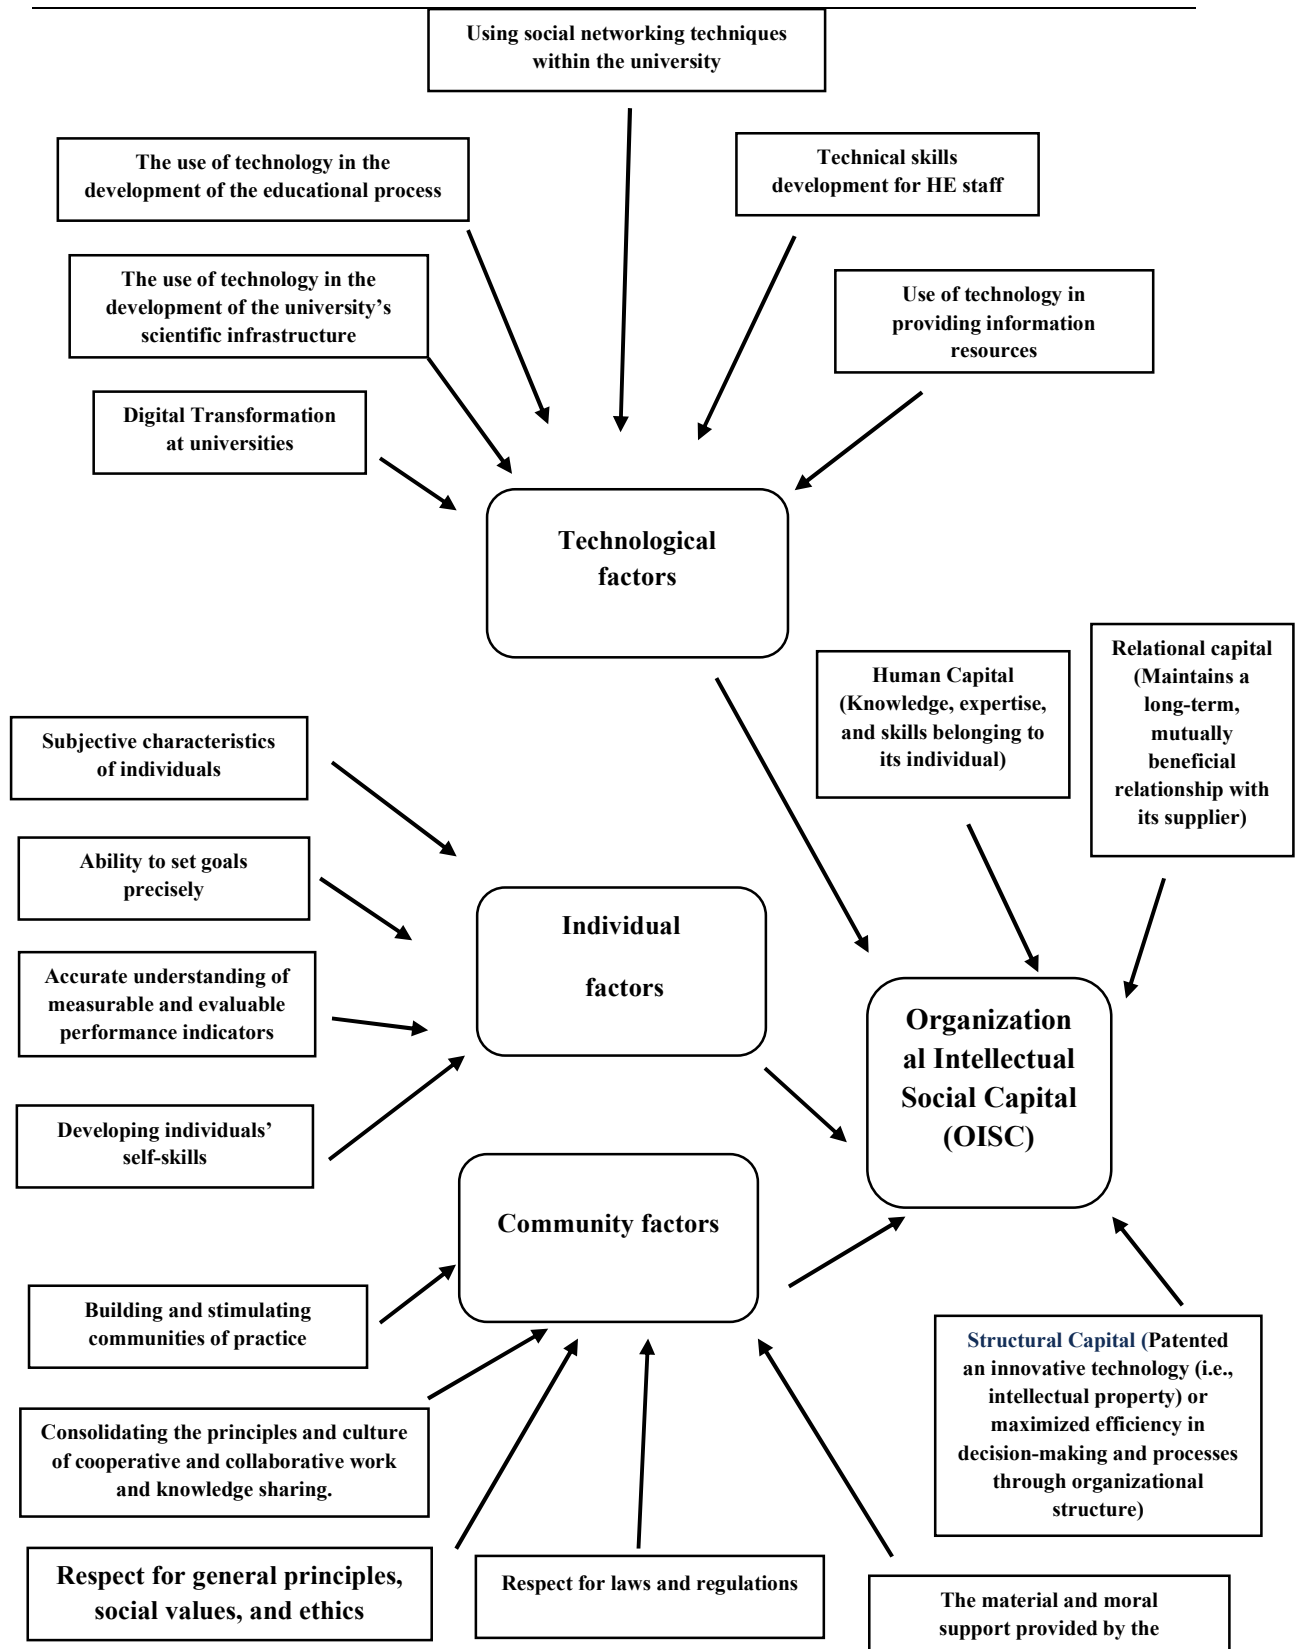 Using social networking techniques
within the university
The use of technology in the
development of the educational process
Technical skills
development for HE staff
The use of technology in the
development of the university’s
scientific infrastructure
Use of technology in
providing information
resources
Digital Transformation
at universities
Technological
factors
Human Capital
(Knowledge, expertise,
and skills belonging to
its individual)
Relational capital
(Maintains a
long-term,
mutually
beneficial
relationship with
its supplier)
Subjective characteristics
of individuals
Ability to set goals
precisely
Accurate understanding of
measurable and evaluable
performance indicators
Developing individuals’
self-skills
Individual
factors
Organization
al Intellectual
Social Capital
(OISC)
Community factors
Building and stimulating
communities of practice
Consolidating the principles and culture
of cooperative and collaborative work
and knowledge sharing.
Structural Capital (Patented
an innovative technology (i.e.,
intellectual property) or
maximized efficiency in
decision-making and processes
through organizational
structure)
Respect for general principles,
social values, and ethics
Respect for laws and regulations
The material and moral
support provided by the